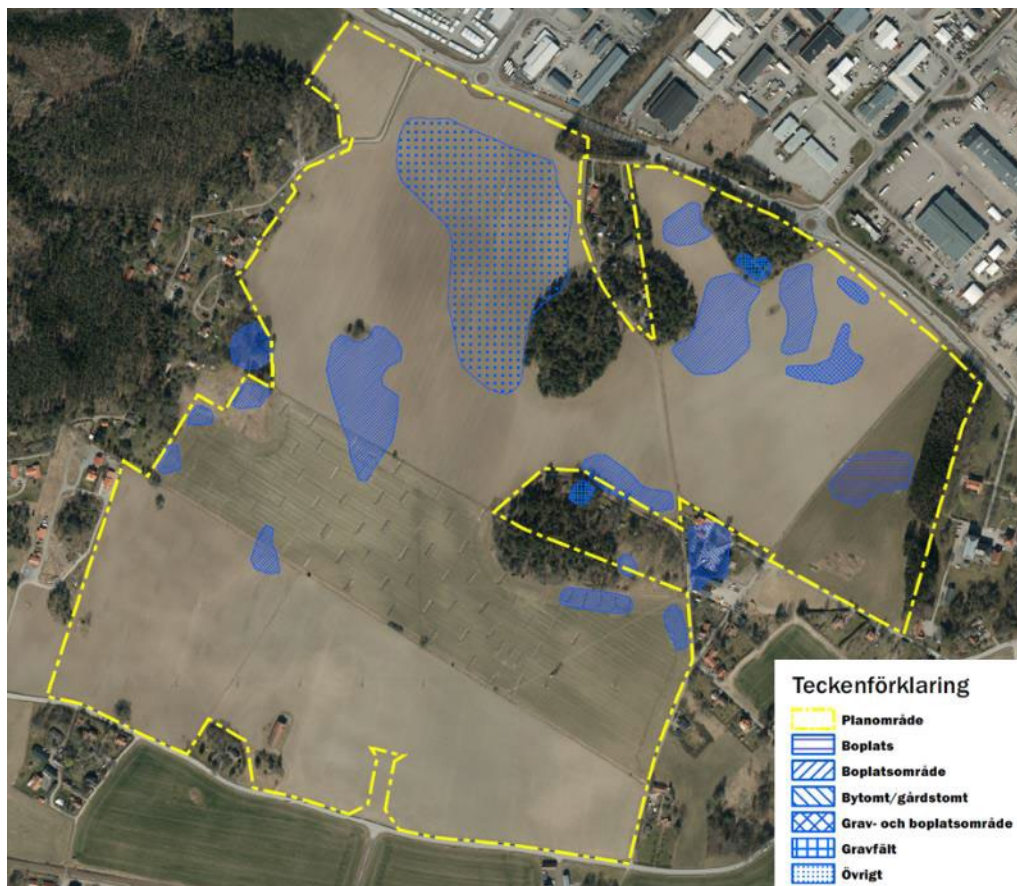 Teckenförklaring
Planområde
Boplats
Boplatsområde
Bytomt/gårdstomt
Grav- och boplatsområde
Gravfält
Övrigt